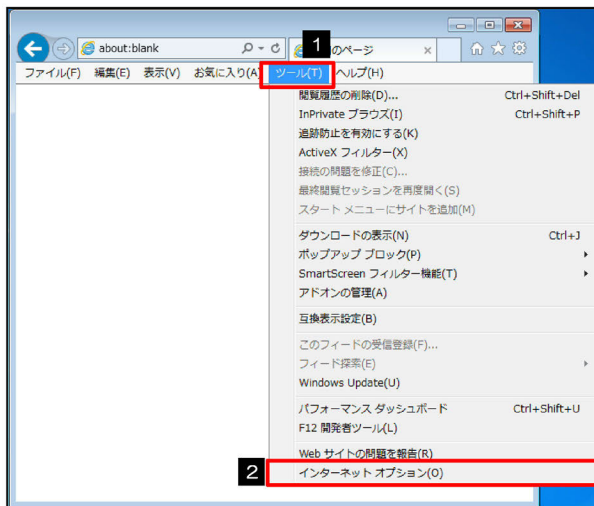 1
about:blank
のページ
ファイル(F) 編集(E) 表示(V) お気に入り(A) ツール(T) ヘルプ(H)
閲覧履歴の削除(D)... Ctrl+Shift+Del
InPrivate ブラウズ(I) Ctrl+Shift+P
追跡防止を有効にする(K)
ActiveX フィルター(X)
接続の問題を修正(C)...
最終閲覧セッションを再度開く(S)
スタート メニューにサイトを追加(M)
ダウンロードの表示(N) Ctrl+J
ポップアップ ブロック(P)
SmartScreen フィルター機能(T)
アドオンの管理(A)
互換表示設定(B)
このフィードの受信登録(F)...
フィード探索(E)
Windows Update(U)
パフォーマンス ダッシュボード Ctrl+Shift+U
F12 開発者ツール(L)
Web サイトの問題を報告(R)
2 インターネット オプション(O)